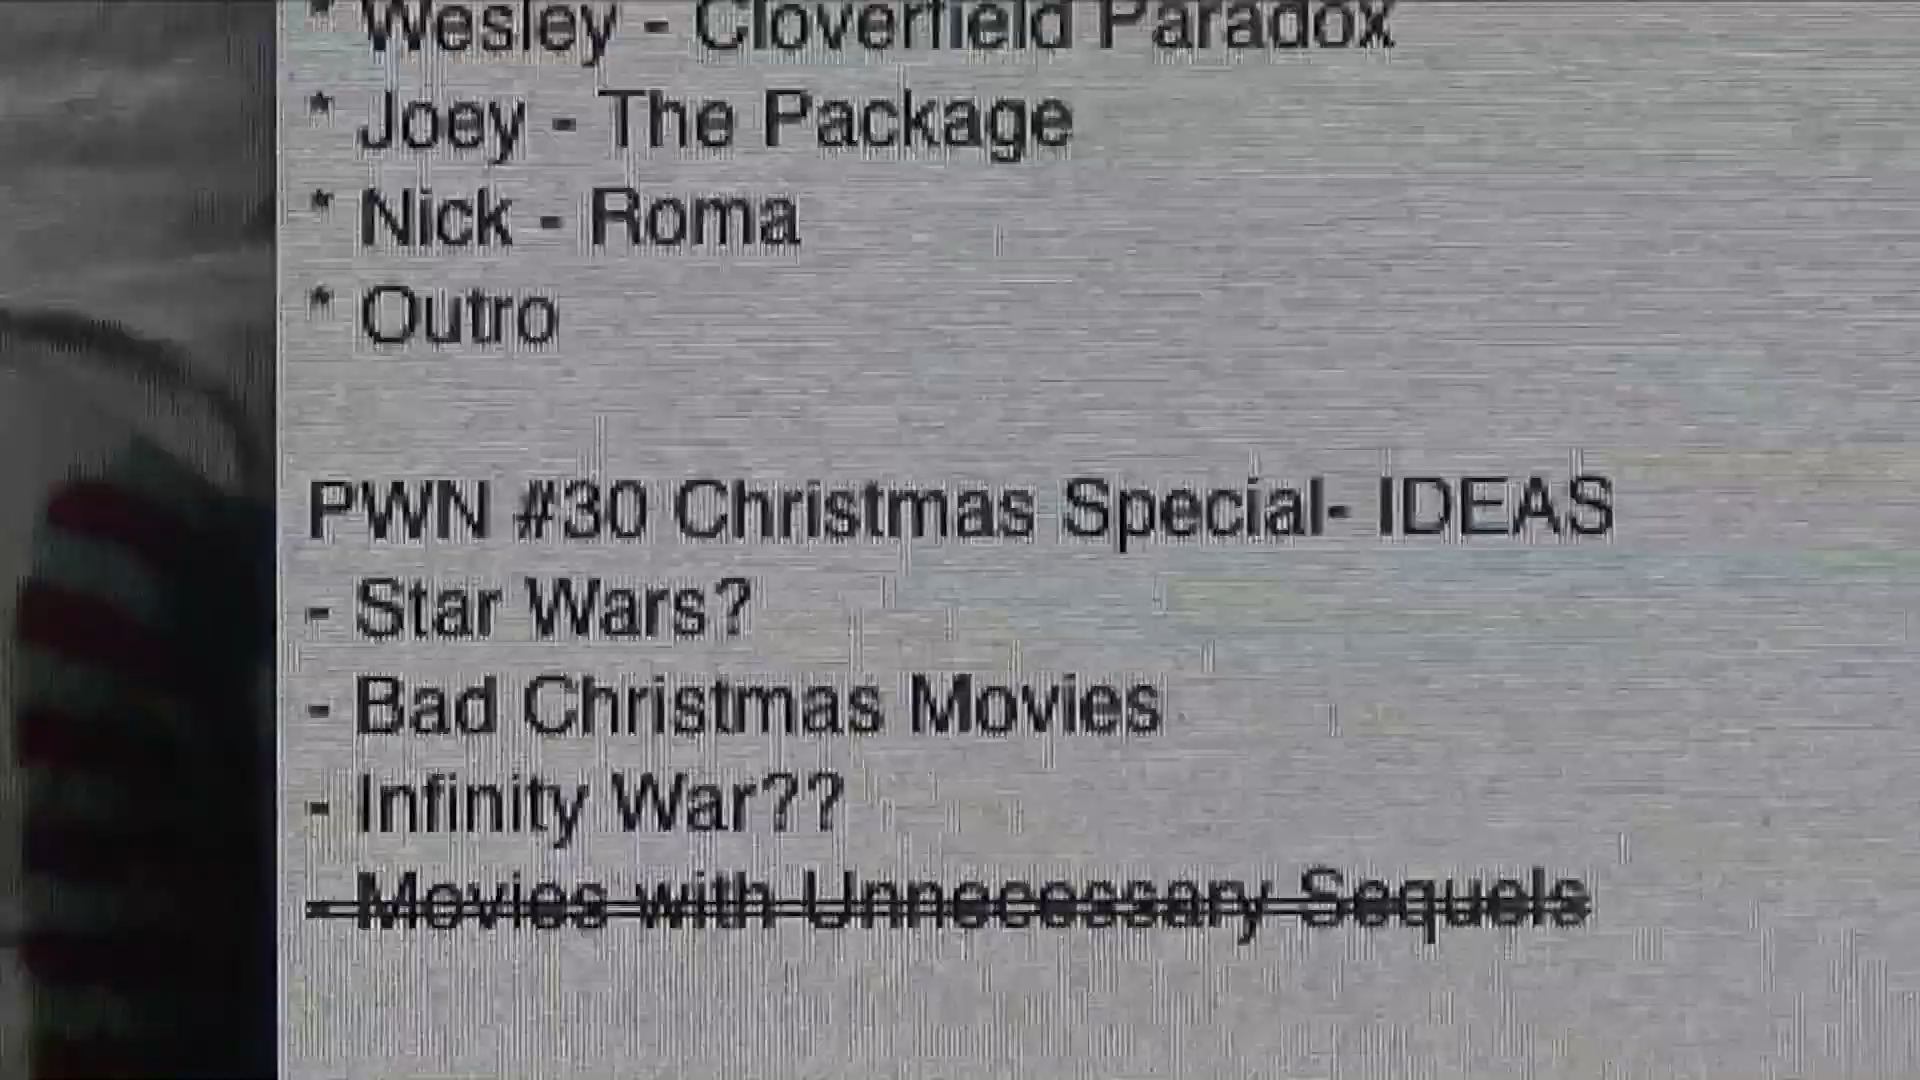 * Wesley - Cloverfield Paradox
* Joey - The Package
* Nick - Roma
* Outro
PWN #30 Christmas Special- IDEAS
- Star Wars?
- Bad Christmas Movies
- Infinity War??
- Movies with Unnecessary Sequels